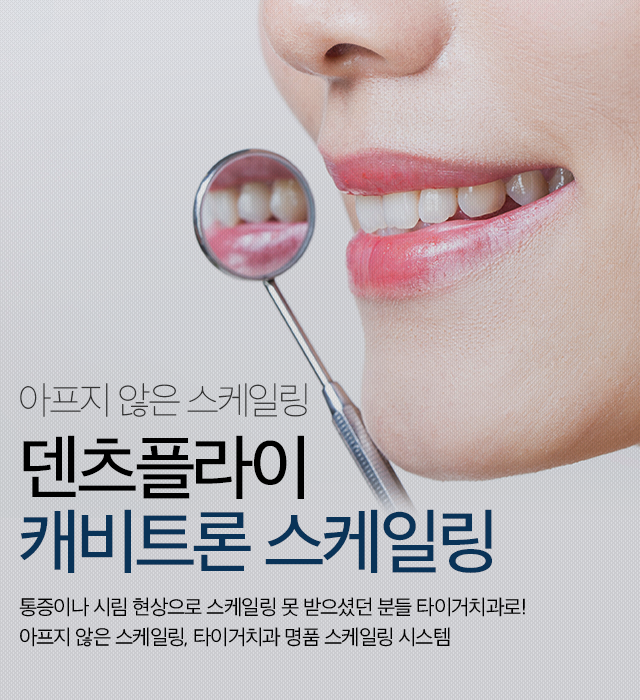 아프지 않은 스케일링
덴츠플라이
캐비트론 스케일링
통증이나 시림 현상으로 스케일링 못 받으셨던 분들 타이거치과로!
아프지 않은 스케일링, 타이거치과 명품 스케일링 시스템